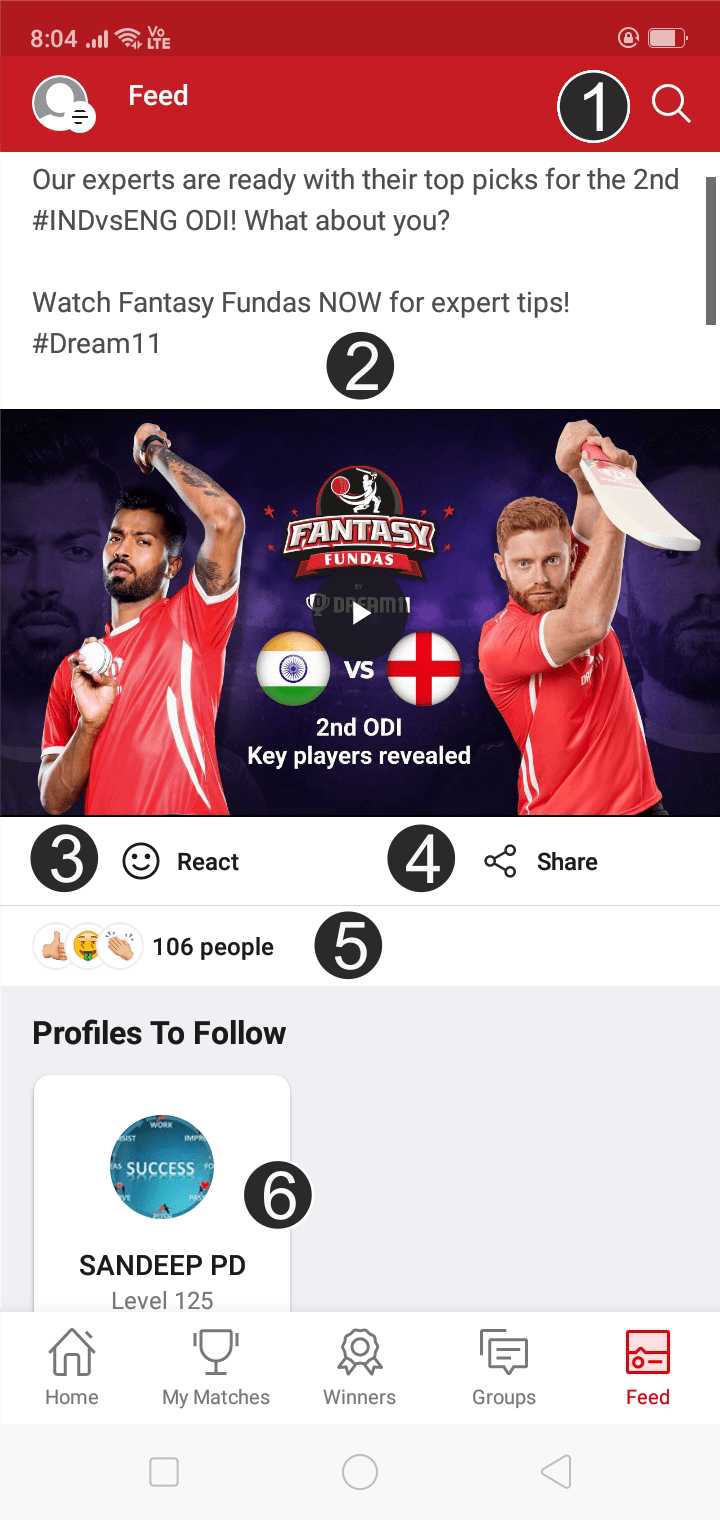 8:04 Vo LTE
Feed
1
Our experts are ready with their top picks for the 2nd
#INDvsENG ODI! What about you?
Watch Fantasy Fundas NOW for expert tips!
#Dream11
2
FANTASY
FUNDAS
BY
DREAM11
VS
2nd ODI
Key players revealed
3 React
4 Share
106 people 5
Profiles To Follow
WORK
SUCCESS
6
SANDEEP PD
Level 125
Home
My Matches
Winners
Groups
Feed